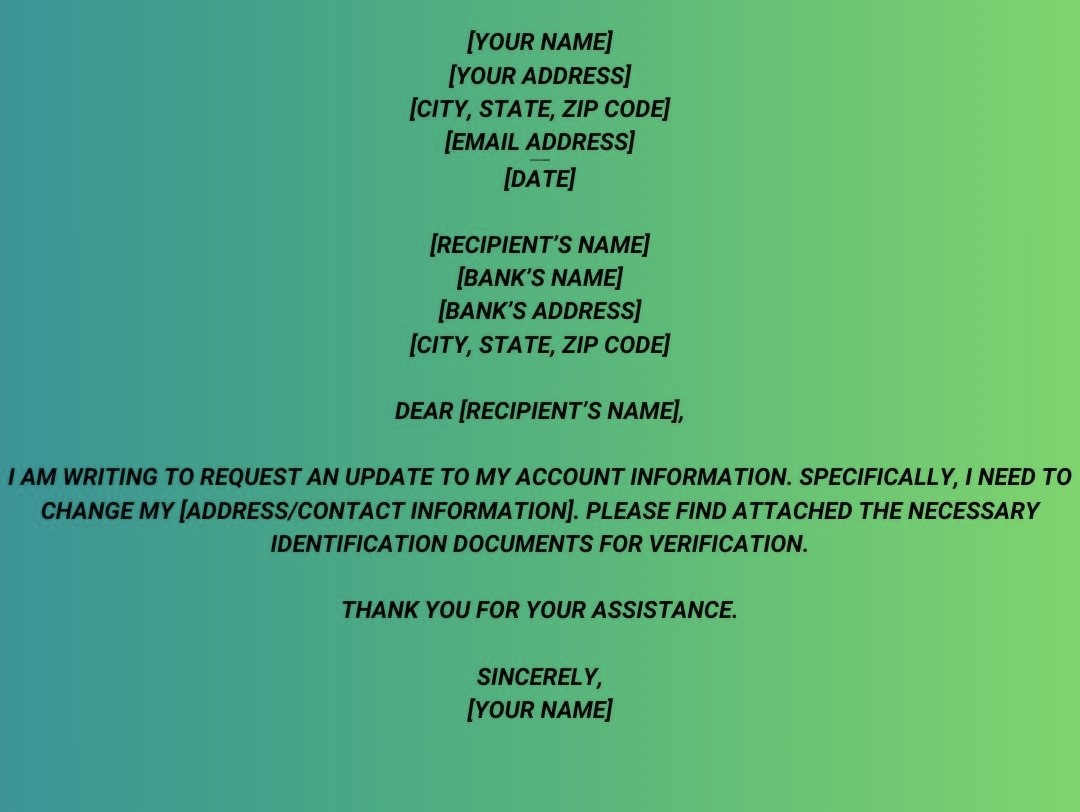 [YOUR NAME]
[YOUR ADDRESS]
[CITY, STATE, ZIP CODE]
[EMAIL ADDRESS]
[DATE]
[RECIPIENT’S NAME]
[BANK’S NAME]
[BANK’S ADDRESS]
[CITY, STATE, ZIP CODE]
DEAR [RECIPIENT’S NAME],
I AM WRITING TO REQUEST AN UPDATE TO MY ACCOUNT INFORMATION. SPECIFICALLY, I NEED TO
CHANGE MY [ADDRESS/CONTACT INFORMATION]. PLEASE FIND ATTACHED THE NECESSARY
IDENTIFICATION DOCUMENTS FOR VERIFICATION.
THANK YOU FOR YOUR ASSISTANCE.
SINCERELY,
[YOUR NAME]